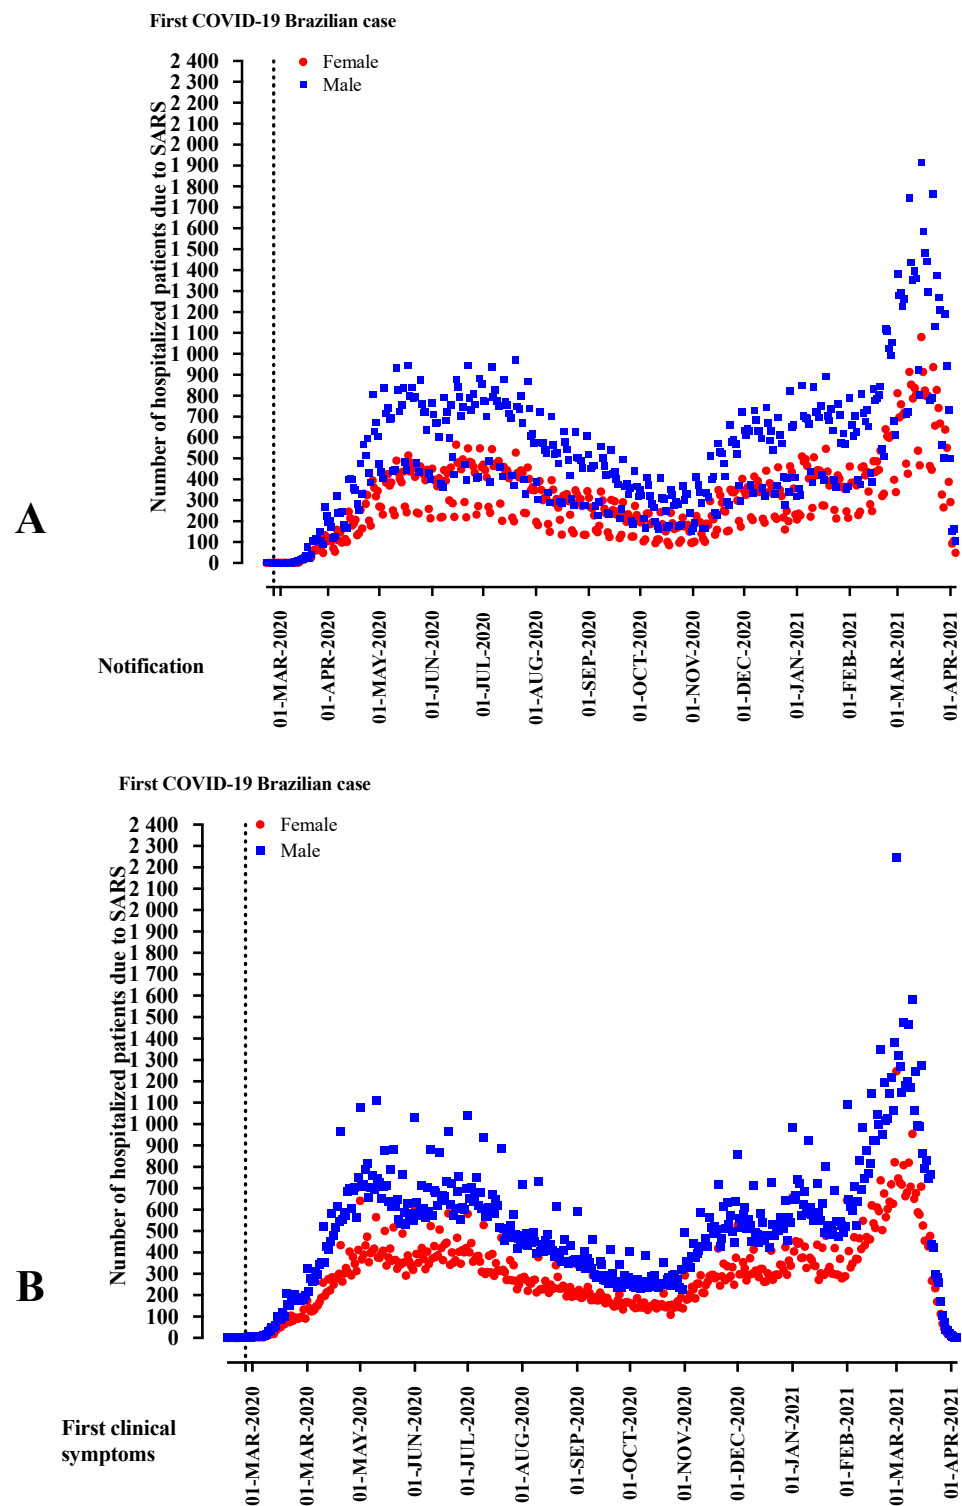 First COVID-19 Brazilian case
Female
Male
Number of hospitalized patients due to SARS
2 400
2 300
2 200
2 100
2 000
1 900
1 800
1 700
1 600
1 500
1 400
1 300
1 200
1 100
1 000
900
800
700
600
500
400
300
200
100
0
A
Notification
01-MAR-2020
01-APR-2020
01-MAY-2020
01-JUN-2020
01-JUL-2020
01-AUG-2020
01-SEP-2020
01-OCT-2020
01-NOV-2020
01-DEC-2020
01-JAN-2021
01-FEB-2021
01-MAR-2021
01-APR-2021
First COVID-19 Brazilian case
Female
Male
Number of hospitalized patients due to SARS
2 400
2 300
2 200
2 100
2 000
1 900
1 800
1 700
1 600
1 500
1 400
1 300
1 200
1 100
1 000
900
800
700
600
500
400
300
200
100
0
B
First clinical
symptoms
01-MAR-2020
01-MAR-2020
01-MAY-2020
01-JUN-2020
01-JUL-2020
01-AUG-2020
01-SEP-2020
01-OCT-2020
01-NOV-2020
01-DEC-2020
01-JAN-2021
01-FEB-2021
01-MAR-2021
01-APR-2021